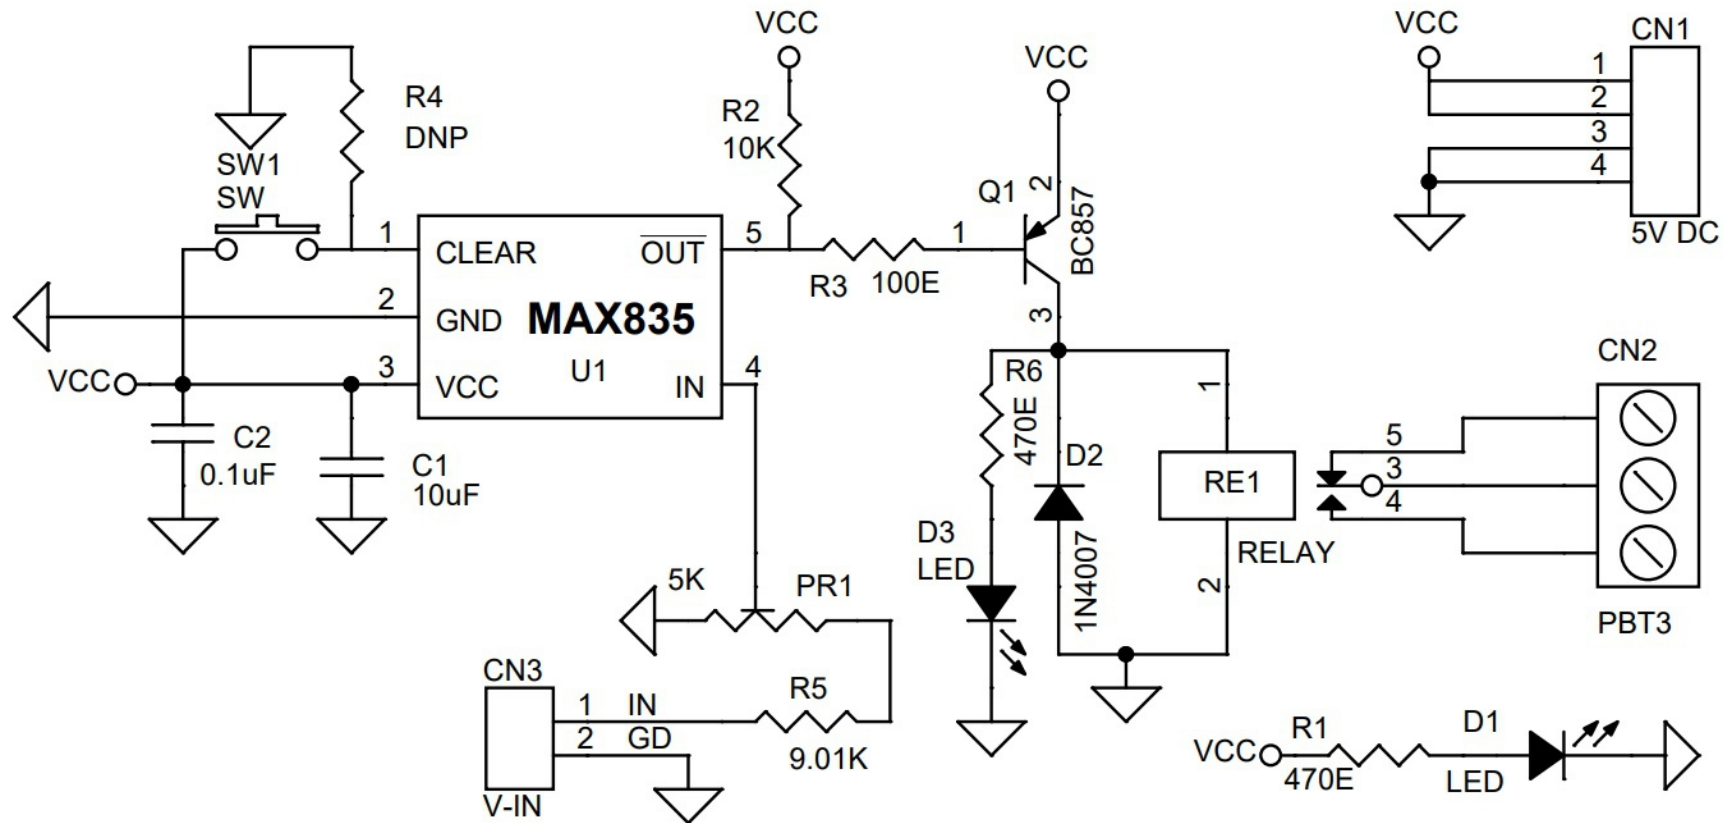 VCC
VCC
VCC
CN1
1
2
3
4
5V DC
R4
DNP
SW1
SW
R2
10K
Q1
2
BC857
1
CLEAR
OUT
5
R3
100E
1
3
2
GND
MAX835
U1
VCC
3
VCC
IN
4
C2
0.1uF
C1
10uF
R6
470E
D2
1N4007
D3
LED
1
RE1
2
RELAY
5
3
4
CN2
PBT3
5K
PR1
CN3
1
IN
2
GD
V-IN
R5
9.01K
VCC
R1
470E
D1
LED